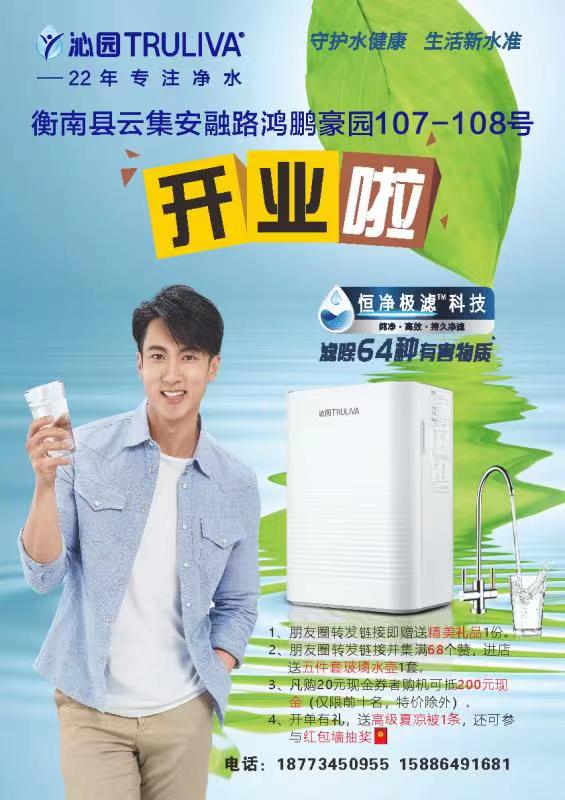 沁园TRULIVA®
守护水健康 生活新水准
—22年专注净水
衡南县云集安融路鸿鹏豪园107-108号
开业啦
恒净极滤™科技
纯净·高效·持久净滤
滤除64种有害物质
沁园TRULIVA
1、朋友圈转发链接即赠送精美礼品1份。
2、朋友圈转发链接并集满68个赞，进店
送五件套玻璃水壶1套。
3、凡购20元现金券者购机可抵200元现
金（仅限前十名，特价除外）。
4、开单有礼，送高级夏凉被1条，还可参
与红包墙抽奖
电话：18773450955 15886491681